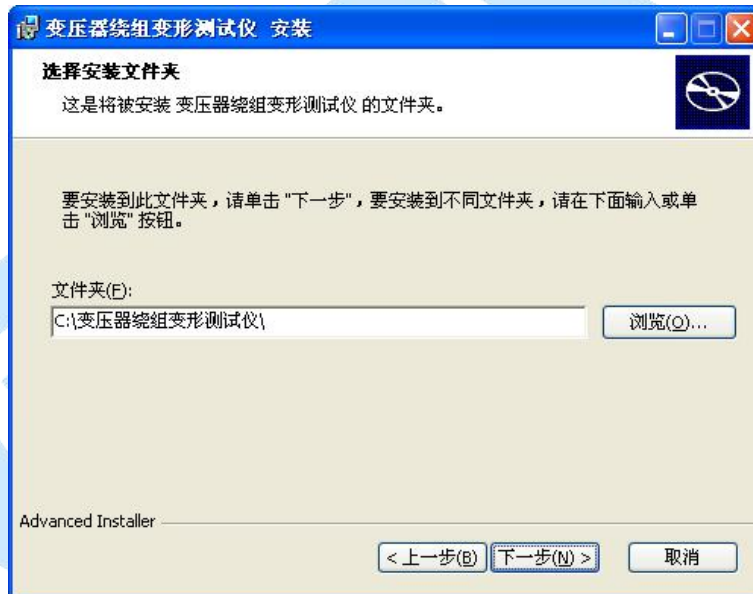 变压器绕组变形测试仪 安装
选择安装文件夹
这是将被安装 变压器绕组变形测试仪 的文件夹。
要安装到此文件夹，请单击 "下一步"，要安装到不同文件夹，请在下面输入或单
击 "浏览" 按钮。
文件夹(F):
C:\变压器绕组变形测试仪\
浏览(O)...
Advanced Installer
< 上一步(B)
下一步(N) >
取消